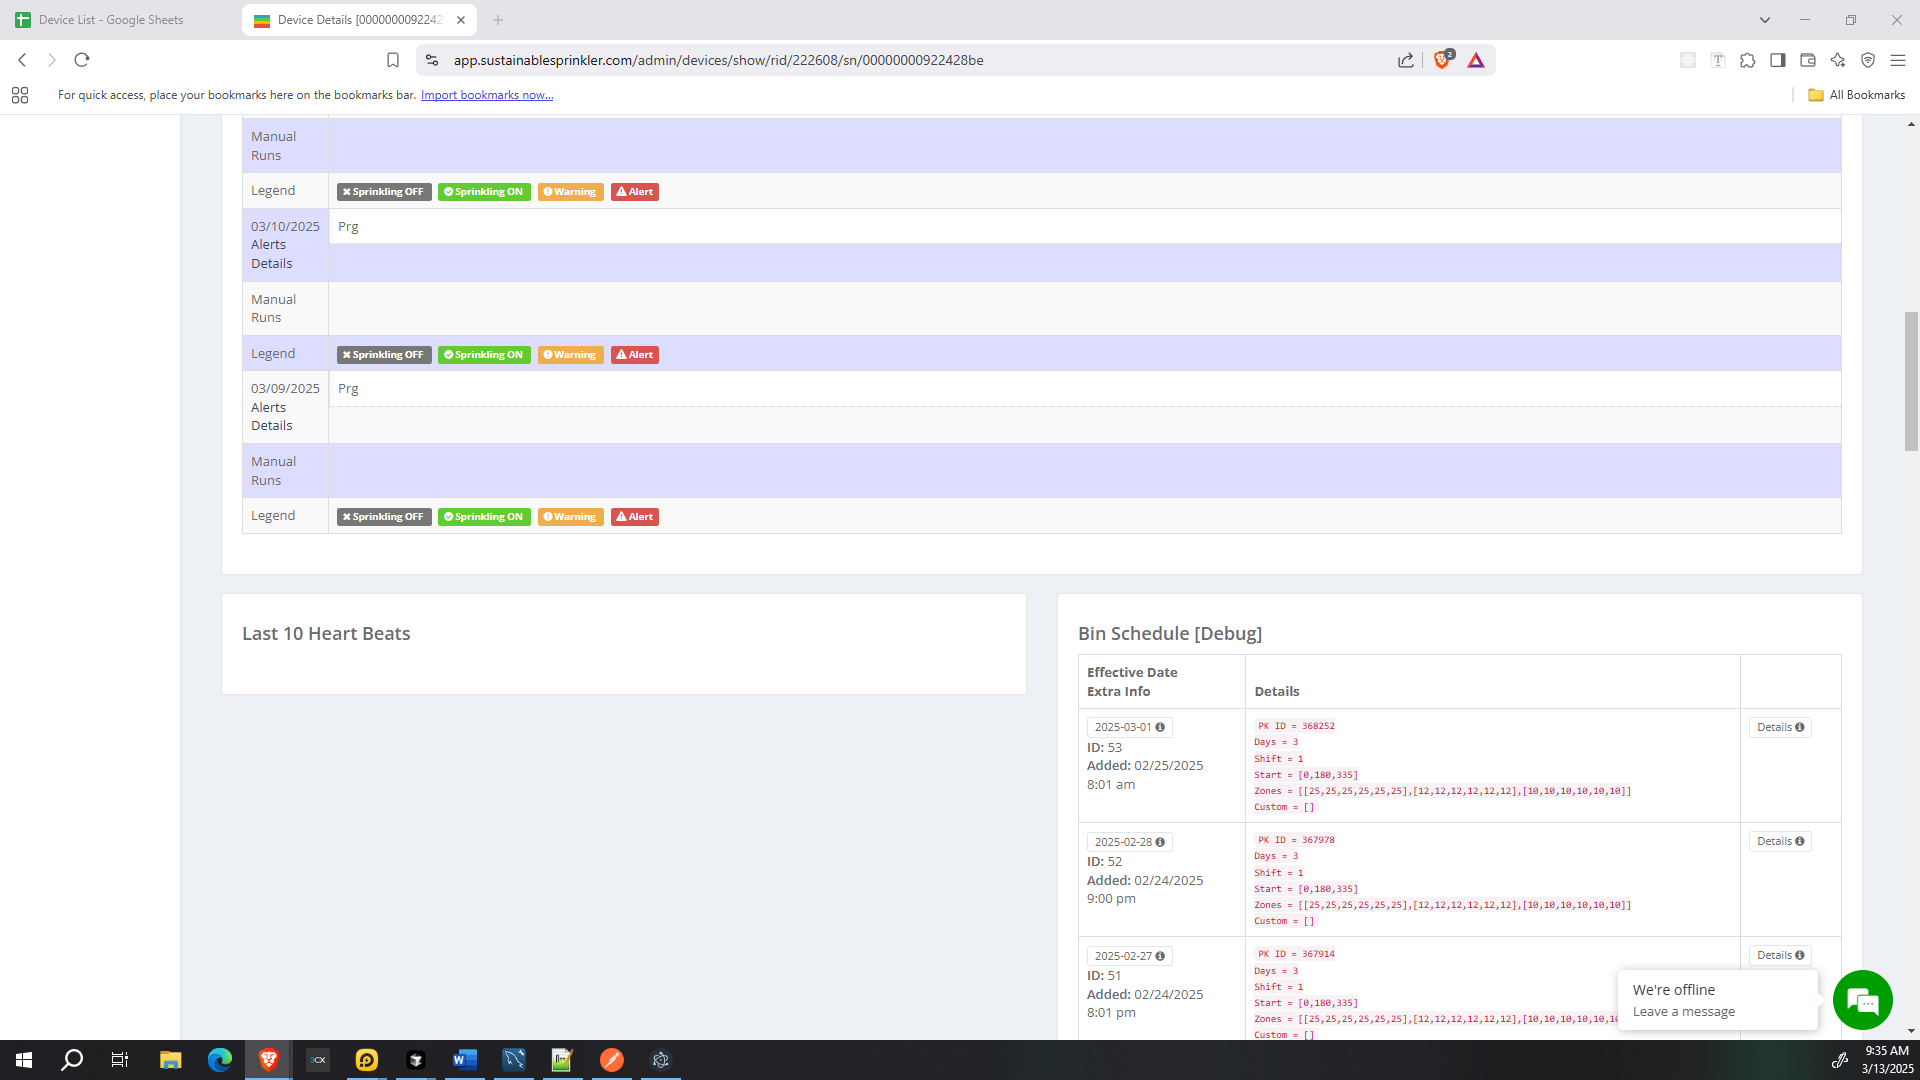 Device List - Google Sheets
Device Details [0000000092242
app.sustainablesprinkler.com/admin/devices/show/rid/222608/sn/00000000922428be
2
For quick access, place your bookmarks here on the bookmarks bar. Import bookmarks now...
All Bookmarks
Manual
Runs
Legend
Sprinkling OFF Sprinkling ON Warning Alert
03/10/2025
Alerts
Details
Prg
Manual
Runs
Legend
Sprinkling OFF Sprinkling ON Warning Alert
03/09/2025
Alerts
Details
Prg
Manual
Runs
Legend
Sprinkling OFF Sprinkling ON Warning Alert
Last 10 Heart Beats
Bin Schedule [Debug]
Effective Date
Extra Info
Details
2025-03-01
ID: 53
Added: 02/25/2025
8:01 am
PK ID = 368252
Days = 3
Shift = 1
Start = [0,180,335]
Zones = [[25,25,25,25,25,25],[12,12,12,12,12,12],[10,10,10,10,10,10]]
Custom = []
Details
2025-02-28
ID: 52
Added: 02/24/2025
9:00 pm
PK ID = 367978
Days = 3
Shift = 1
Start = [0,180,335]
Zones = [[25,25,25,25,25,25],[12,12,12,12,12,12],[10,10,10,10,10,10]]
Custom = []
Details
2025-02-27
ID: 51
Added: 02/24/2025
8:01 pm
PK ID = 367914
Days = 3
Shift = 1
Start = [0,180,335]
Zones = [[25,25,25,25,25,25],[12,12,12,12,12,12],[10,10,10,10,10,10
Custom = []
Details
We're offline
Leave a message
9:35 AM
3/13/2025